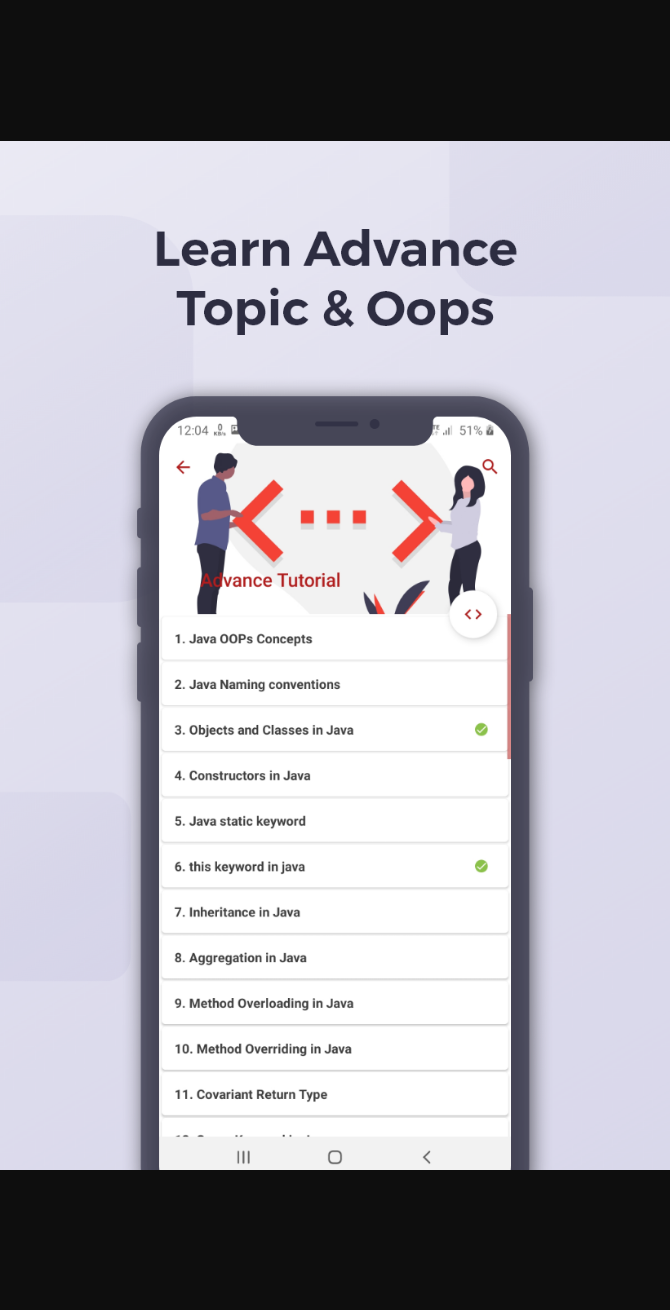 Learn Advance
Topic & Oops
12:04
51%
Advance Tutorial
1. Java OOPs Concepts
2. Java Naming conventions
3. Objects and Classes in Java
4. Constructors in Java
5. Java static keyword
6. this keyword in java
7. Inheritance in Java
8. Aggregation in Java
9. Method Overloading in Java
10. Method Overriding in Java
11. Covariant Return Type